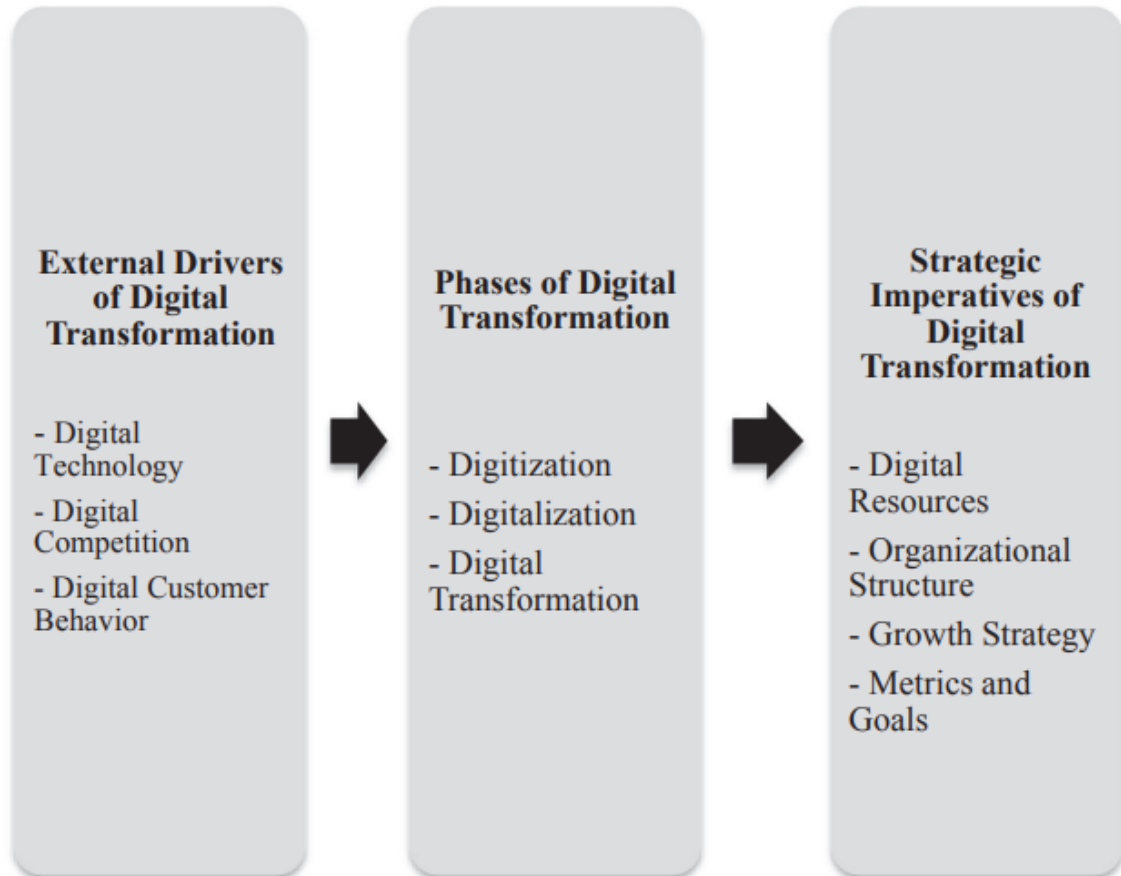 External Drivers
of Digital
Transformation
- Digital
Technology
- Digital
Competition
- Digital Customer
Behavior
Phases of Digital
Transformation
- Digitization
- Digitalization
- Digital
Transformation
Strategic
Imperatives of
Digital
Transformation
- Digital
Resources
- Organizational
Structure
- Growth Strategy
- Metrics and
Goals